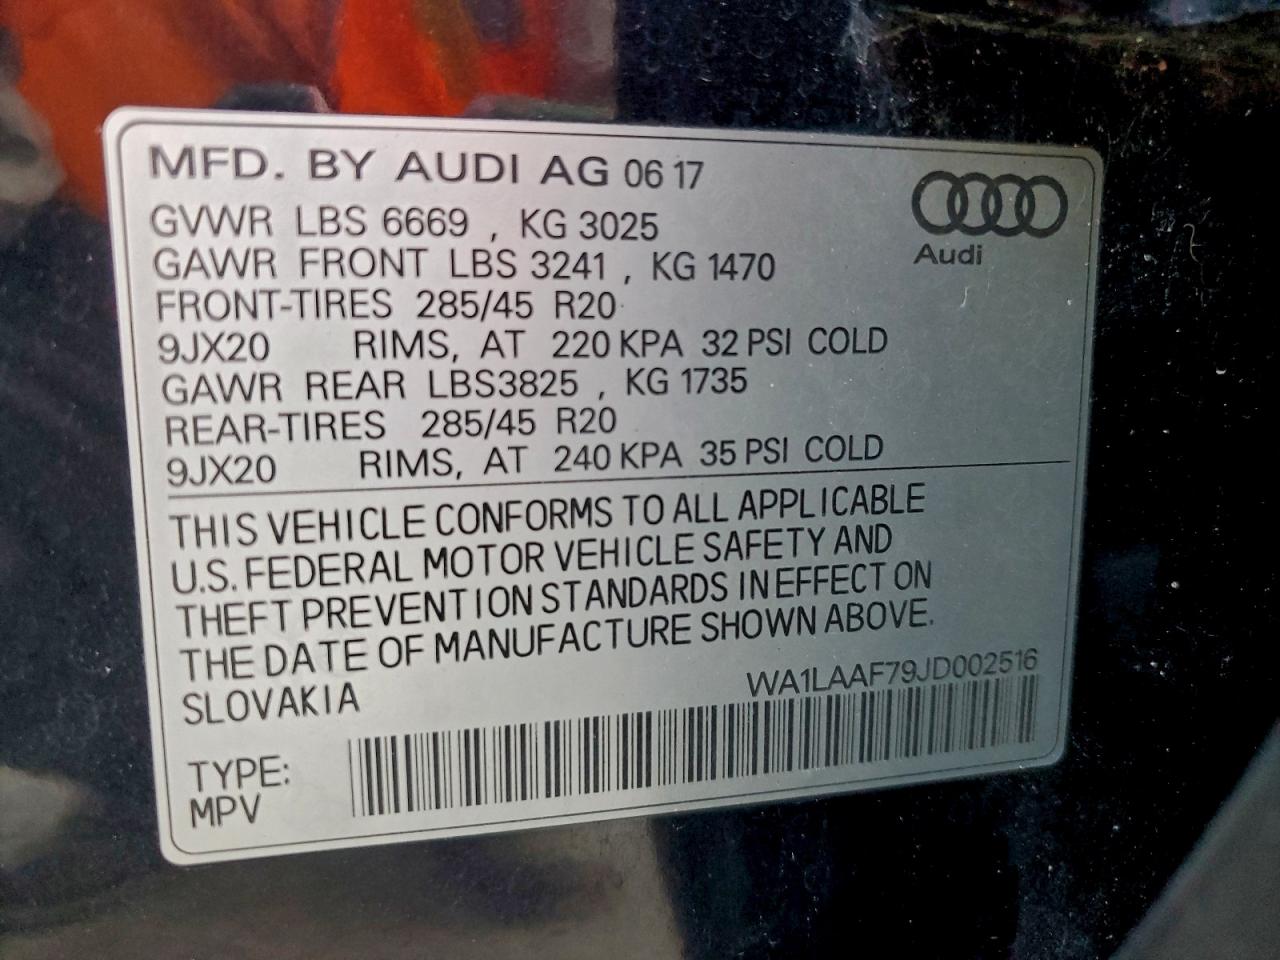 MFD. BY AUDI AG 06 17
GVWR LBS 6669 , KG 3025
GAWR FRONT LBS 3241 , KG 1470
FRONT-TIRES 285/45 R20
9JX20 RIMS, AT 220 KPA 32 PSI COLD
GAWR REAR LBS3825 , KG 1735
REAR-TIRES 285/45 R20
9JX20 RIMS, AT 240 KPA 35 PSI COLD
Audi
THIS VEHICLE CONFORMS TO ALL APPLICABLE
U.S. FEDERAL MOTOR VEHICLE SAFETY AND
THEFT PREVENTION STANDARDS IN EFFECT ON
THE DATE OF MANUFACTURE SHOWN ABOVE.
SLOVAKIA
WA1LAAF79JD002516
TYPE:
MPV